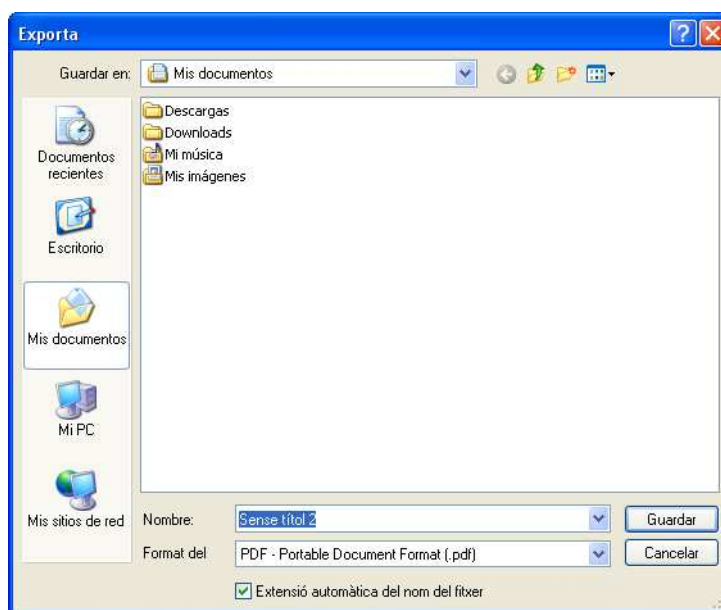 Exporta
Guardar en:
Mis documentos
Documentos
recientes
Escritorio
Mis documentos
Mi PC
Mis sitios de red
Descargas
Downloads
Mi música
Mis imágenes
Nombre:
Sense títol 2
Guardar
Format del
PDF - Portable Document Format (.pdf)
Cancelar
Extensió automàtica del nom del fitxer